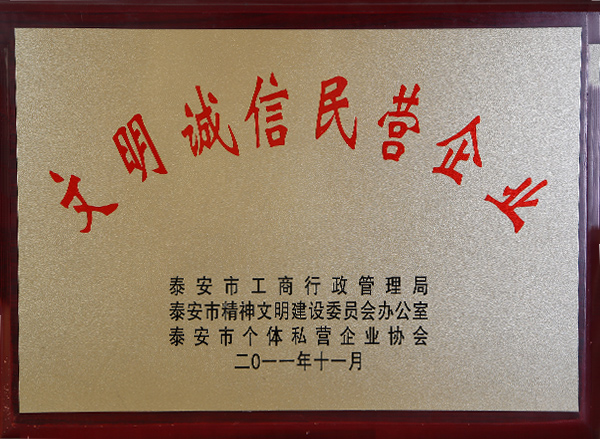 文明诚信民营企业
泰安市工商行政管理局
泰安市精神文明建设委员会办公室
泰安市个体私营企业协会
二〇一一年十一月